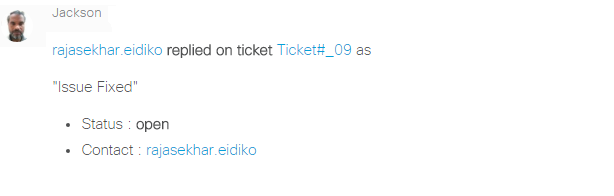 Jackson
rajasekhar.eidiko replied on ticket Ticket#_09 as
"Issue Fixed"
• Status : open
• Contact : rajasekhar.eidiko